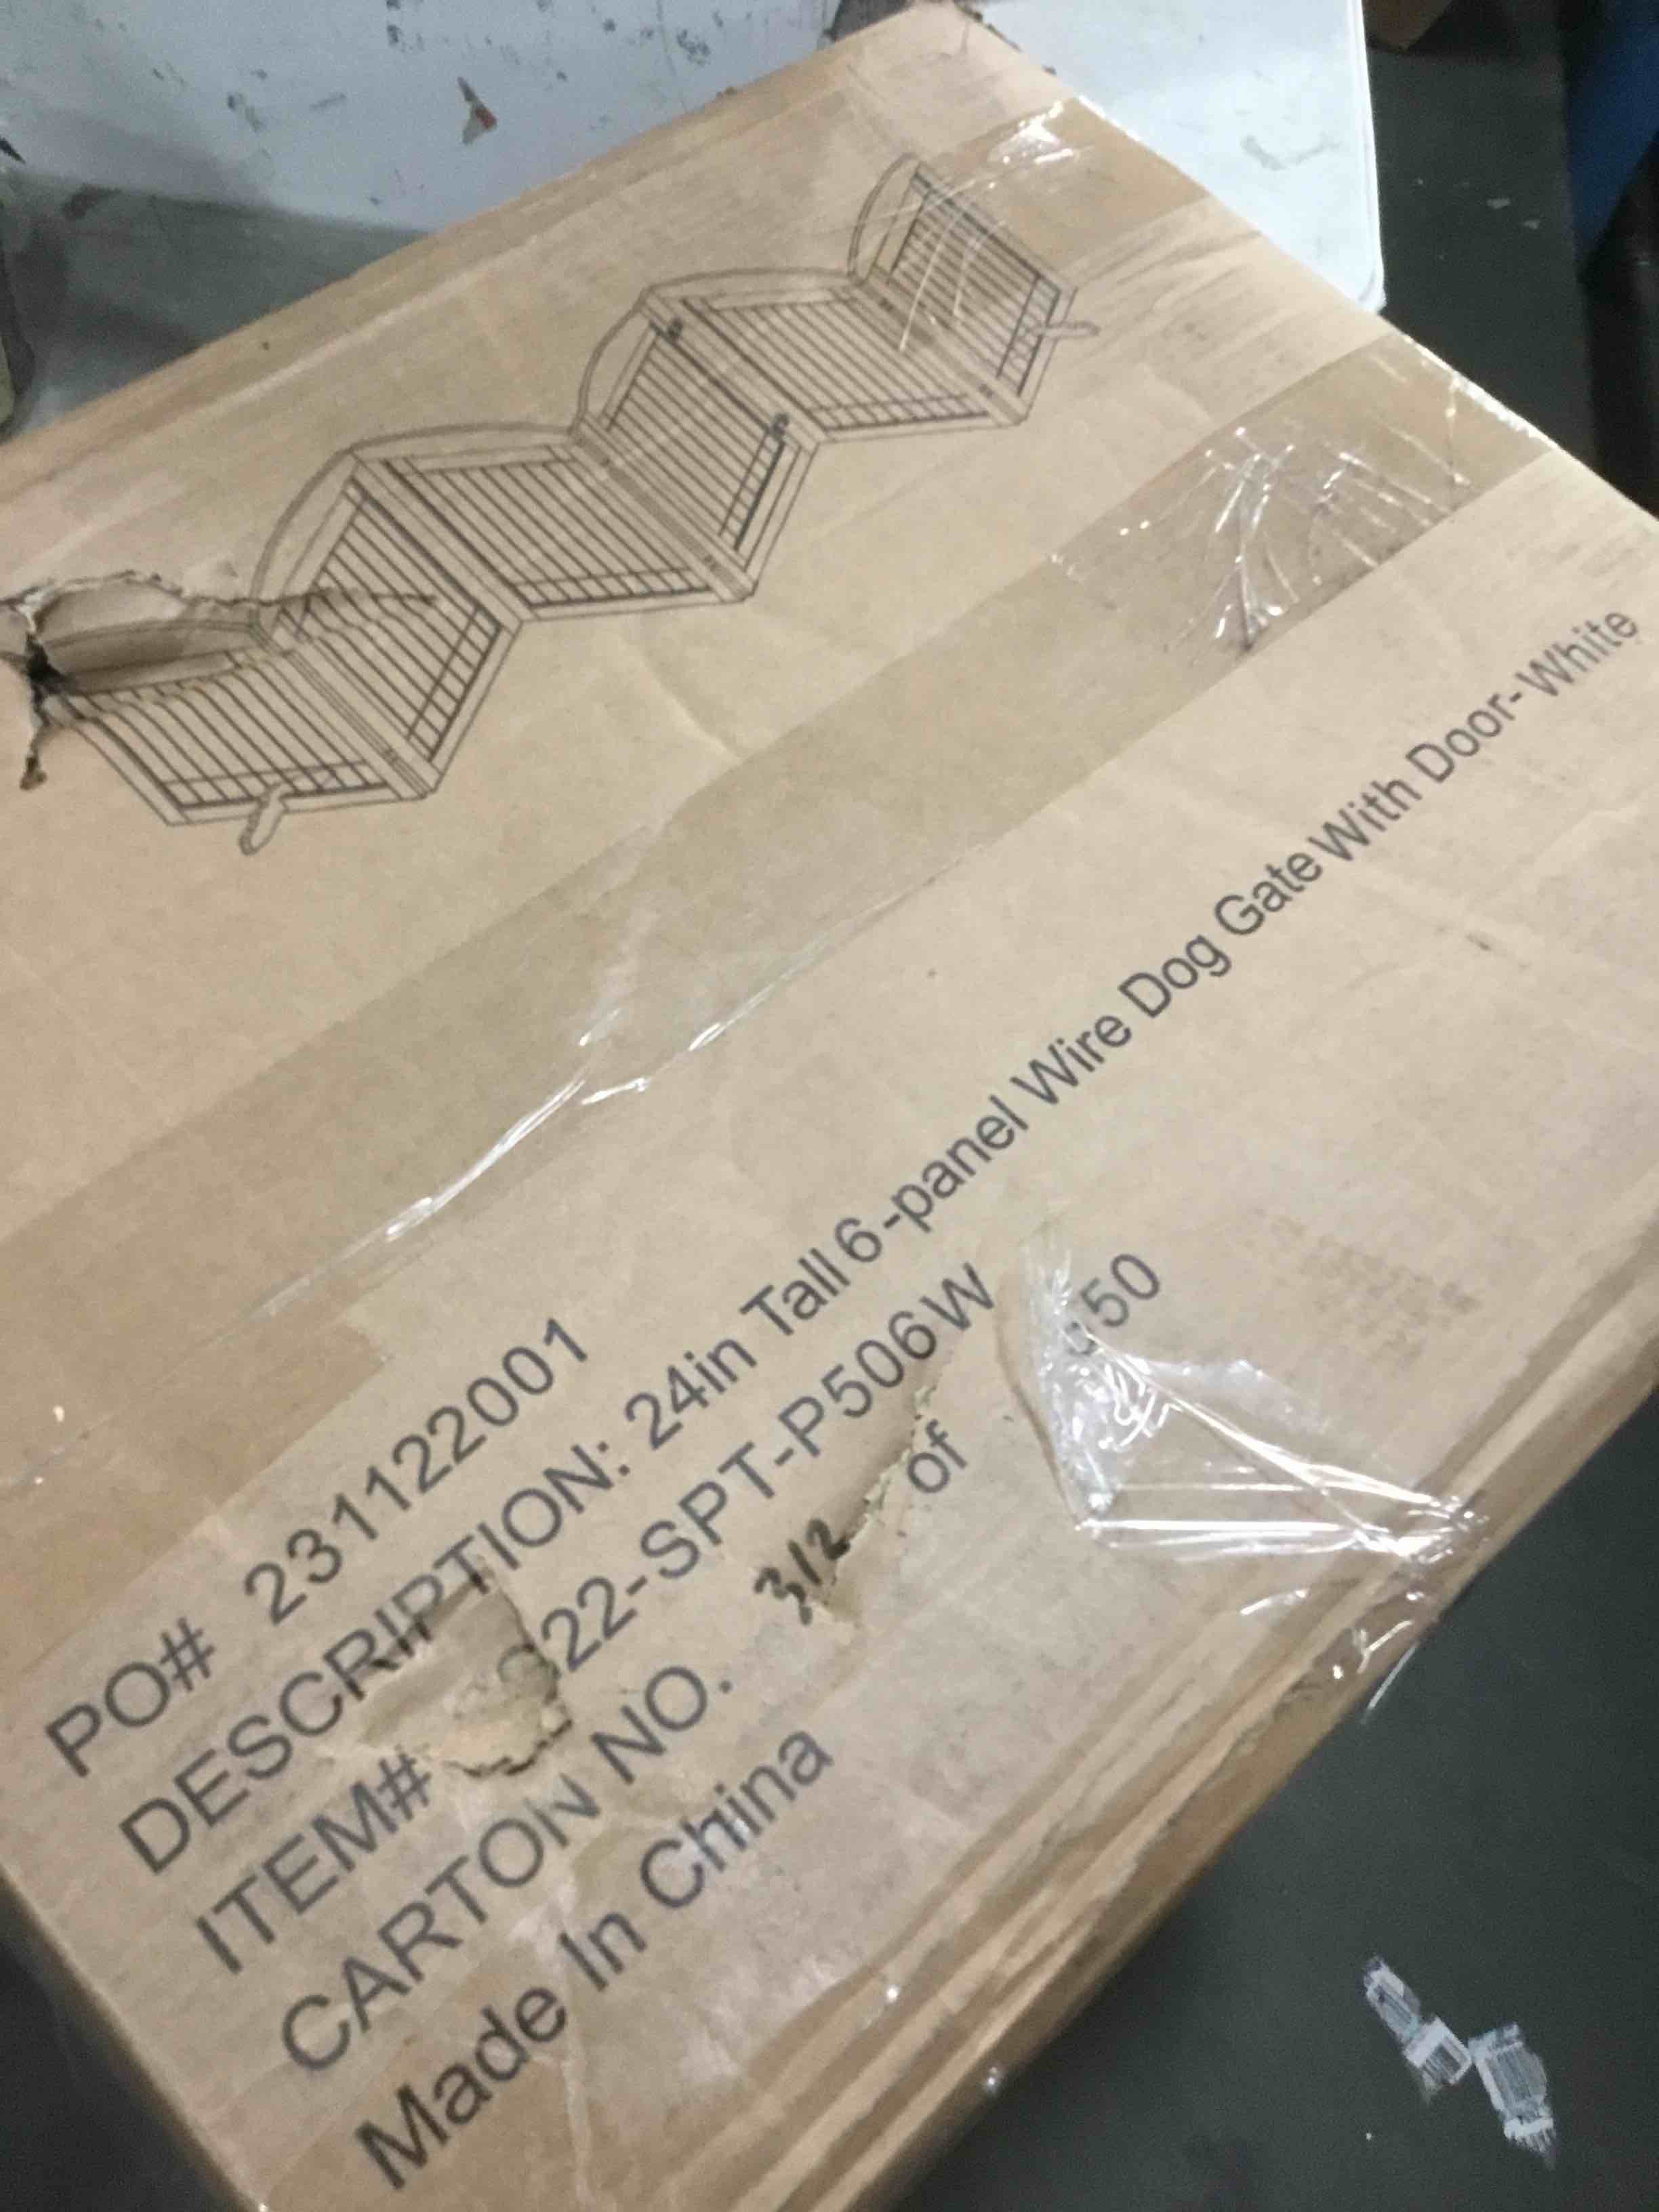 PO# 231122001
DESCRIPTION: 24in Tall 6-panel Wire Dog Gate With Door-White
ITEM# 22-SPT-P506W
CARTON NO. 312 of 50
Made In China